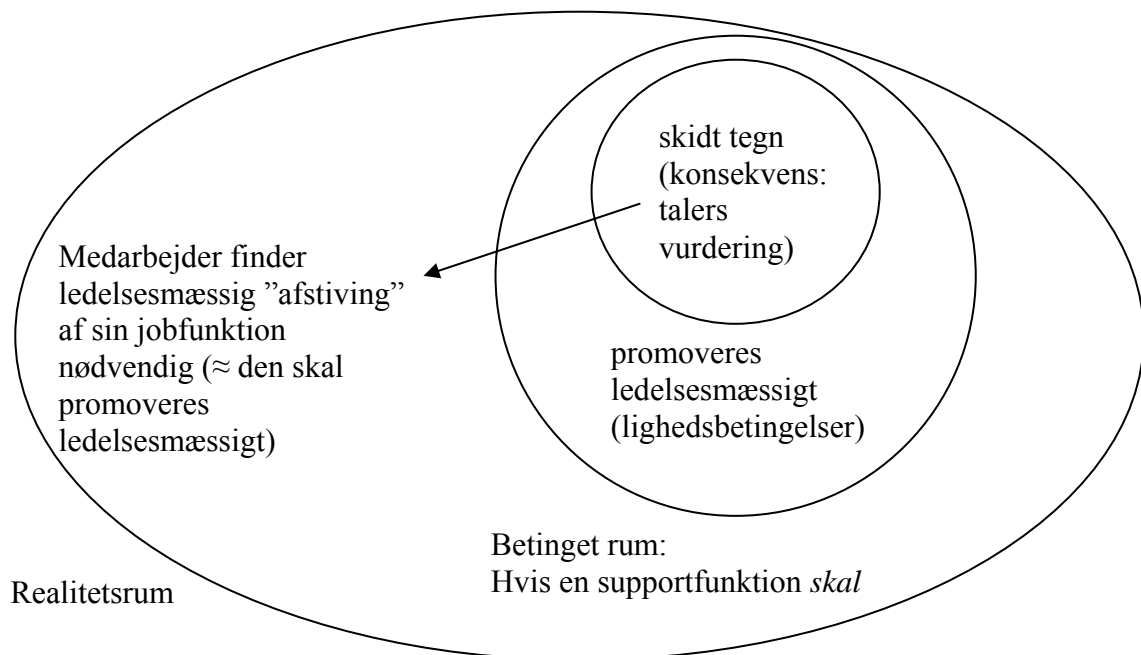 skidt tegn
(konsekvens:
talers
vurdering)
Medarbejder finder
ledelsesmæssig ”afstiving”
af sin jobfunktion
nødvendig (≈ den skal
promoveres
ledelsesmæssigt)
promoveres
ledelsesmæssigt
(lighedsbetingelser)
Betinget rum:
Hvis en supportfunktion skal
Realitetsrum